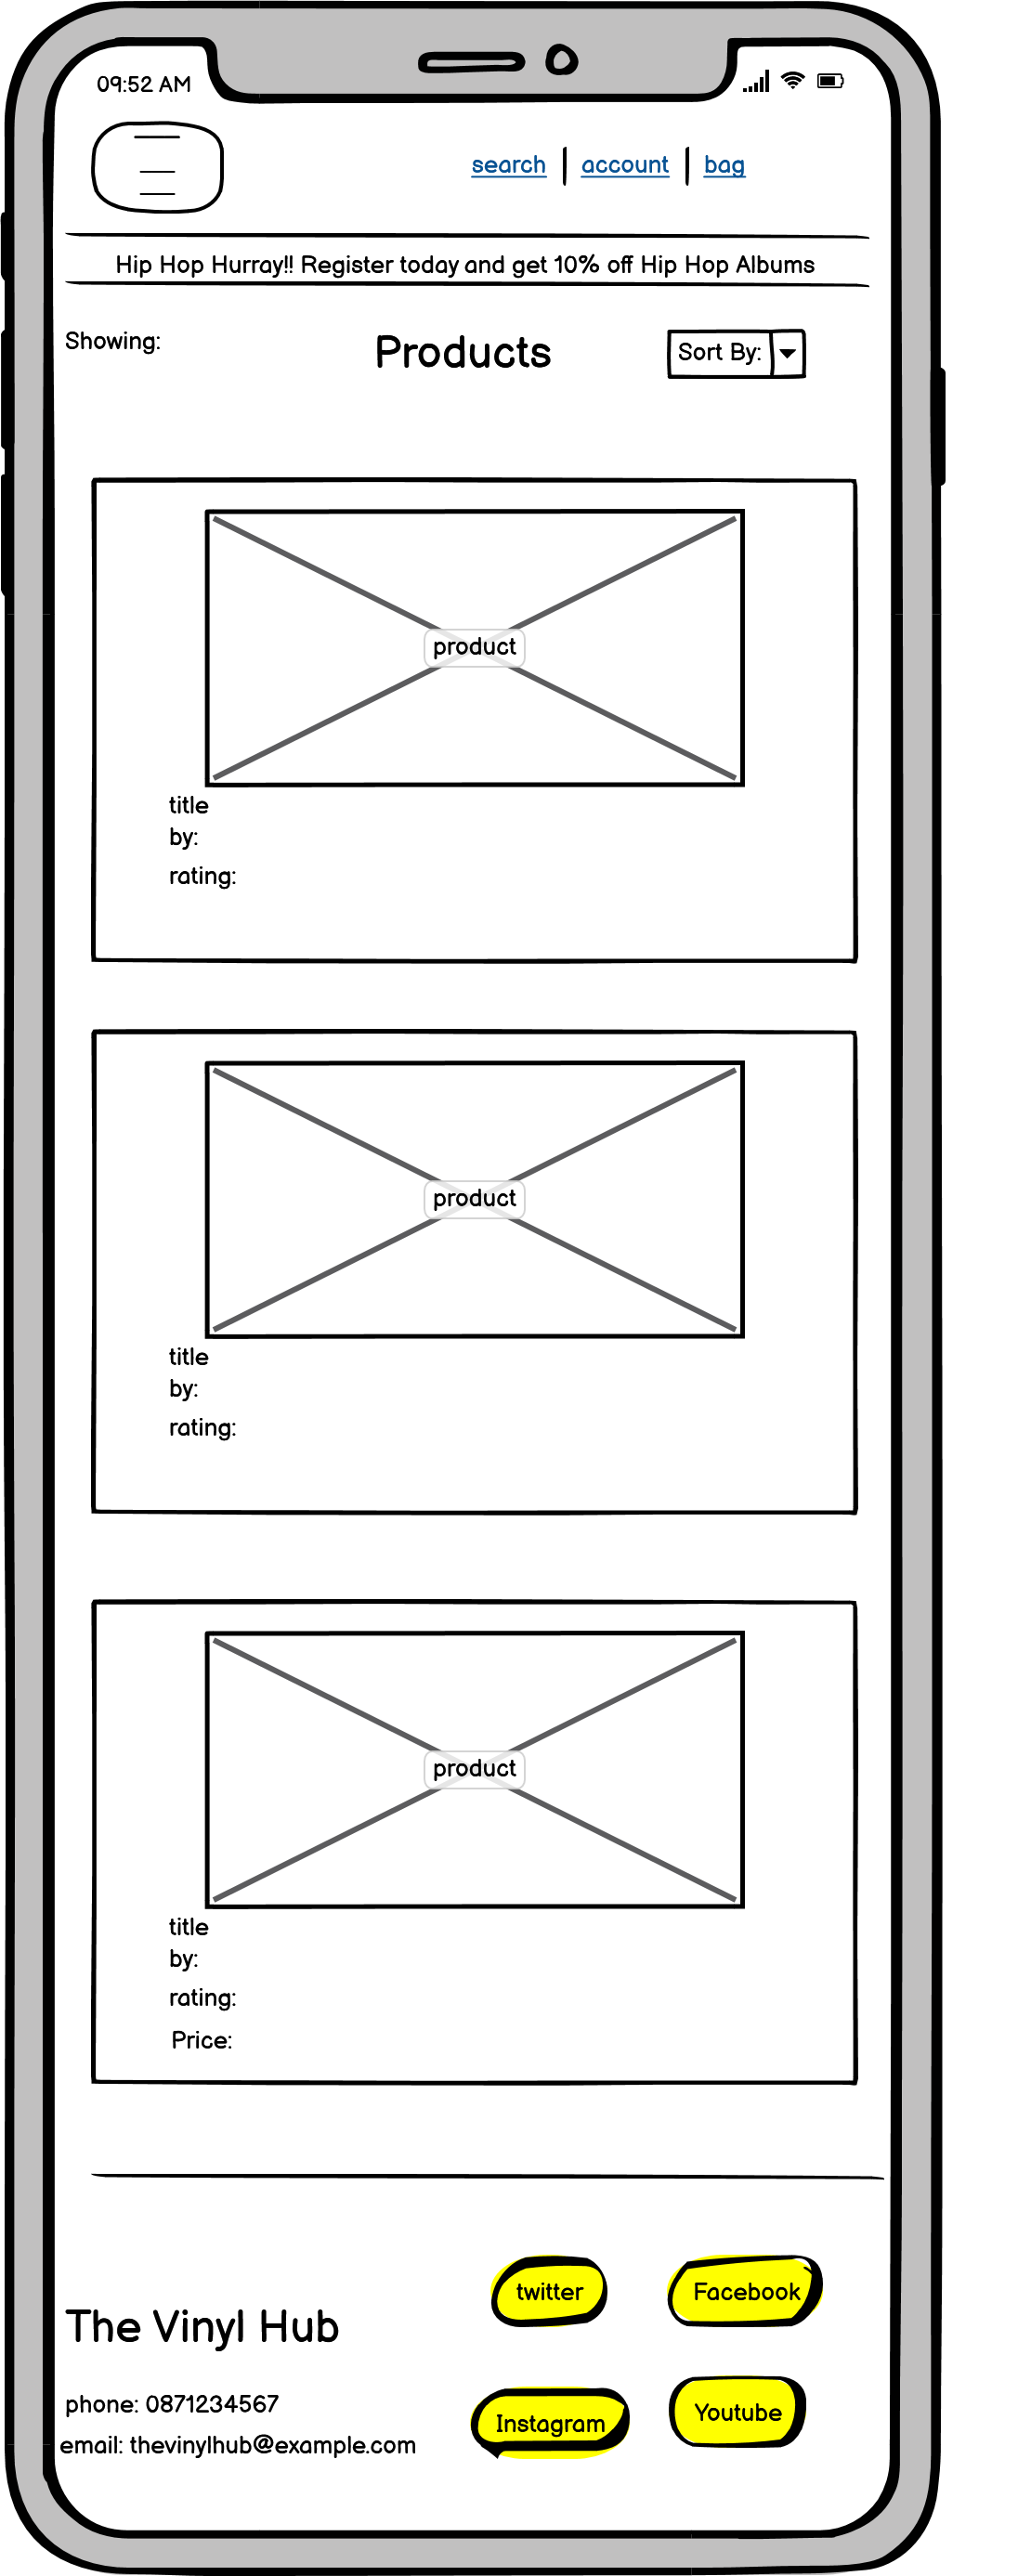 09:52 AM
search account bag
Hip Hop Hurray!! Register today and get 10% off Hip Hop Albums
Showing:
Products
Sort By:
product
title
by:
rating:
product
title
by:
rating:
product
title
by:
rating:
Price:
twitter
Facebook
The Vinyl Hub
phone: 0871234567
email: thevinylhub@example.com
Instagram
Youtube